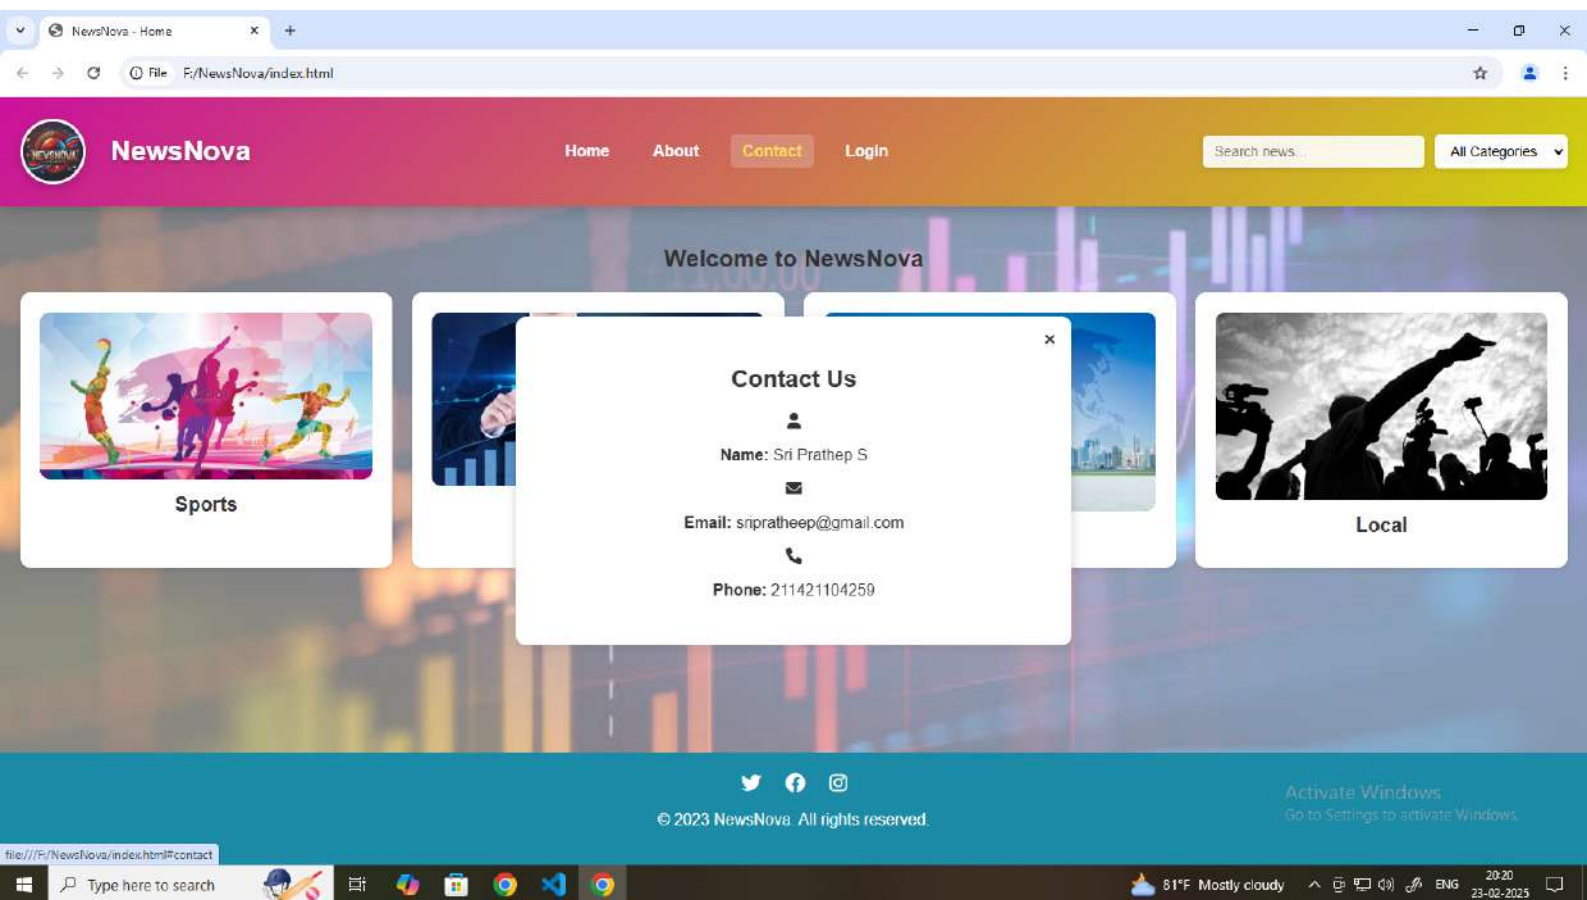 NewsNova - Home
File F:/NewsNova/index.html
NEWSNOVA
NewsNova
Home About Contact Login
Search news...
All Categories
Welcome to NewsNova
Contact Us
Name: Sri Prathep S
Email: sripratheep@gmail.com
Phone: 211421104259
Sports
Local
© 2023 NewsNova. All rights reserved.
Activate Windows
Go to Settings to activate Windows.
file:///F:/NewsNova/index.html#contact
Type here to search
81°F Mostly cloudy
ENG
20:20
23-02-2025